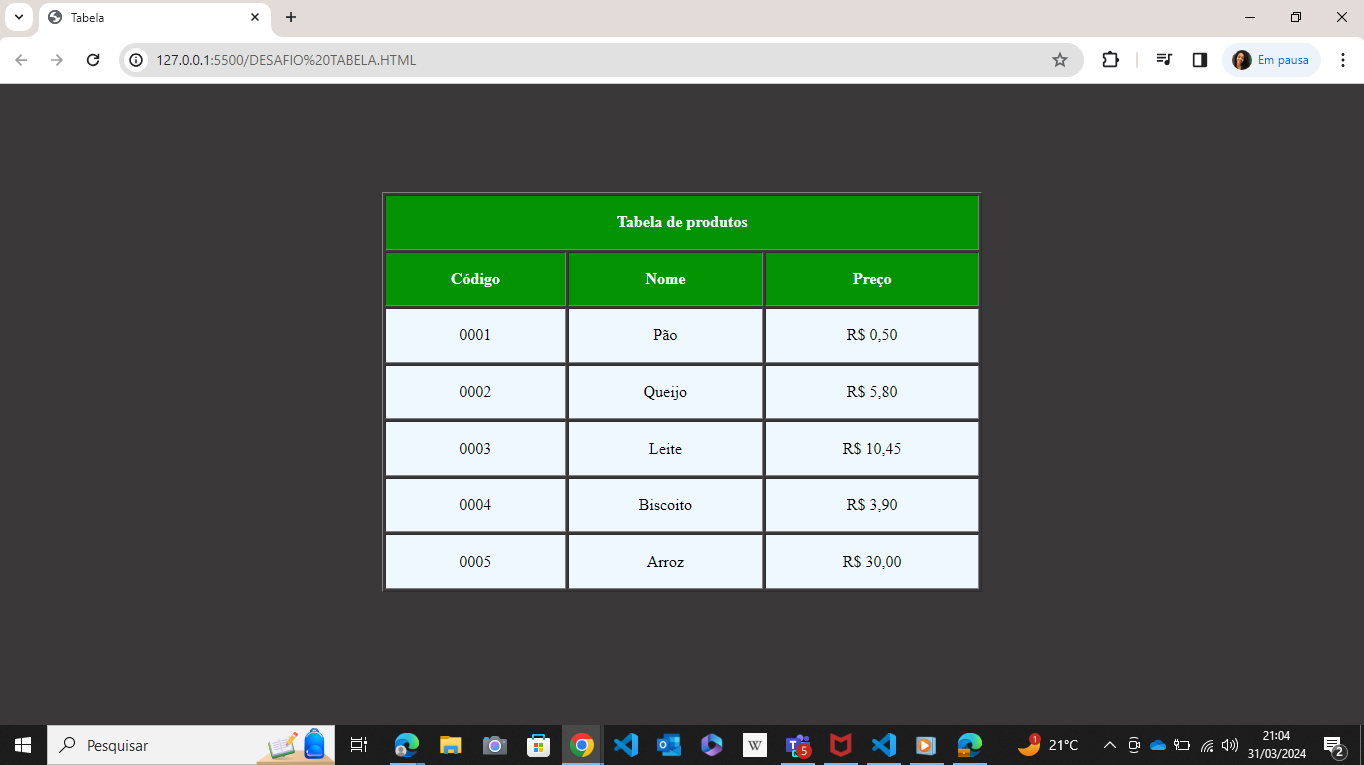 Tabela
127.0.0.1:5500/DESAFIO%20TABELA.HTML
Em pausa
Tabela de produtos
Código Nome Preço
0001 Pão R$ 0,50
0002 Queijo R$ 5,80
0003 Leite R$ 10,45
0004 Biscoito R$ 3,90
0005 Arroz R$ 30,00
Pesquisar
W
T
5
1
21°C
21:04
31/03/2024
2